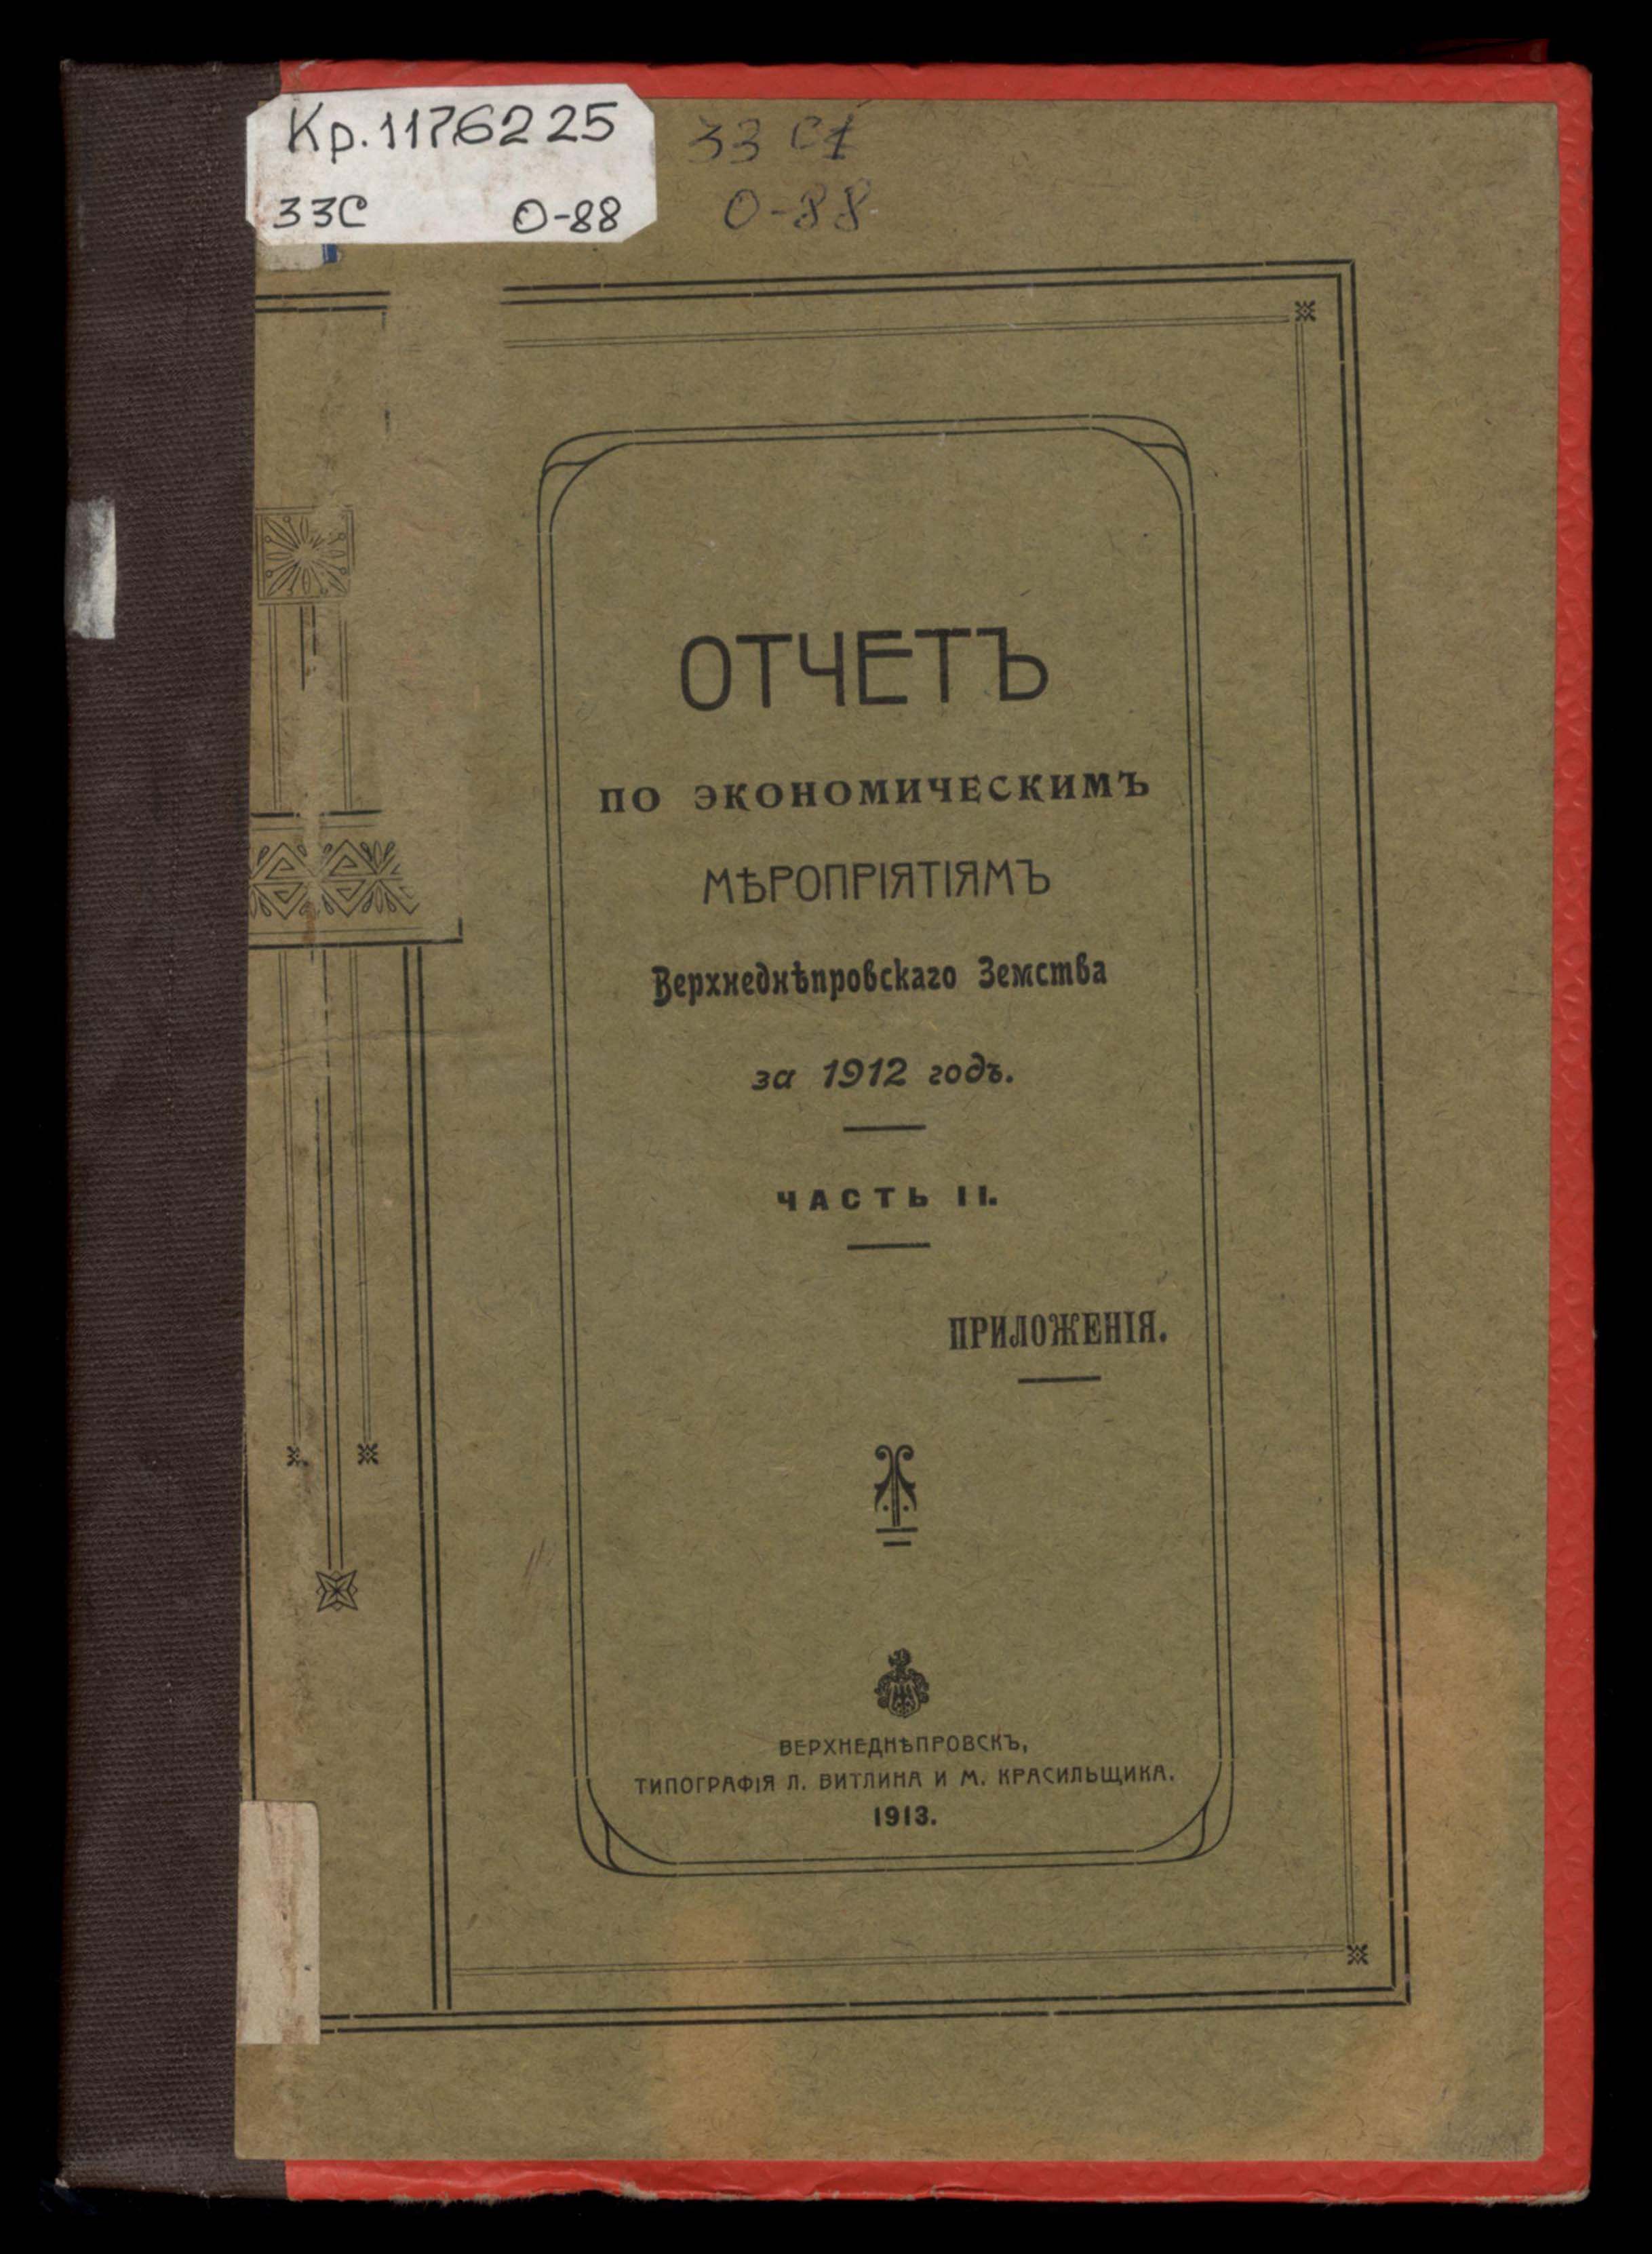 Кр.1176225
33С О-88
33 С1
О-88
ОТЧЕТЪ
ПО ЭКОНОМИЧЕСКИМЪ
МѢРОПРІЯТІЯМЪ
Верхнеднѣпровскаго Земства
за 1912 годъ.
ЧАСТЬ II.
ПРИЛОЖЕНІЯ.
ВЕРХНЕДНѢПРОВСКЪ,
ТИПОГРАФІЯ Л. ВИТЛИНА И М. КРАСИЛЬЩИКА.
1913.